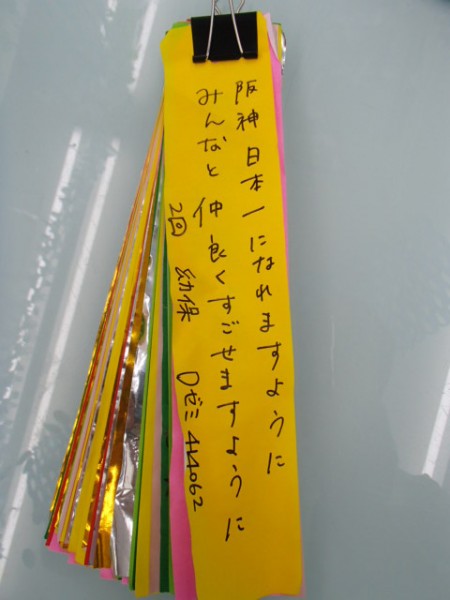 阪神日本一になれますように
みんなと仲良くすごせますように
2回 幼保 Dゼミ 414062